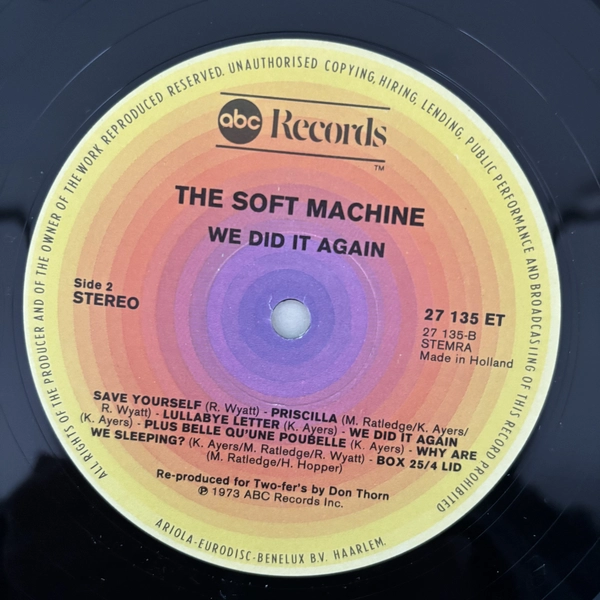 ALL RIGHTS OF THE PRODUCER AND OF THE OWNER OF THE WORK REPRODUCED RESERVED. UNAUTHORISED COPYING, HIRING, LENDING, PUBLIC PERFORMANCE AND BROADCASTING OF THIS RECORD PROHIBITED
abc Records
TM
THE SOFT MACHINE
WE DID IT AGAIN
Side 2
STEREO
27 135 ET
27 135-B
STEMRA
Made in Holland
SAVE YOURSELF (R. Wyatt) - PRISCILLA (M. Ratledge/K. Ayers/
R. Wyatt) - LULLABYE LETTER (K. Ayers) - WE DID IT AGAIN
(K. Ayers) - PLUS BELLE QU'UNE POUBELLE (K. Ayers) - WHY ARE
WE SLEEPING? (K. Ayers/M. Ratledge/R. Wyatt) - BOX 25/4 LID
(M. Ratledge/H. Hopper)
Re-produced for Two-fer's by Don Thorn
℗ 1973 ABC Records Inc.
ARIOLA-EURODISC-BENELUX B.V. HAARLEM.